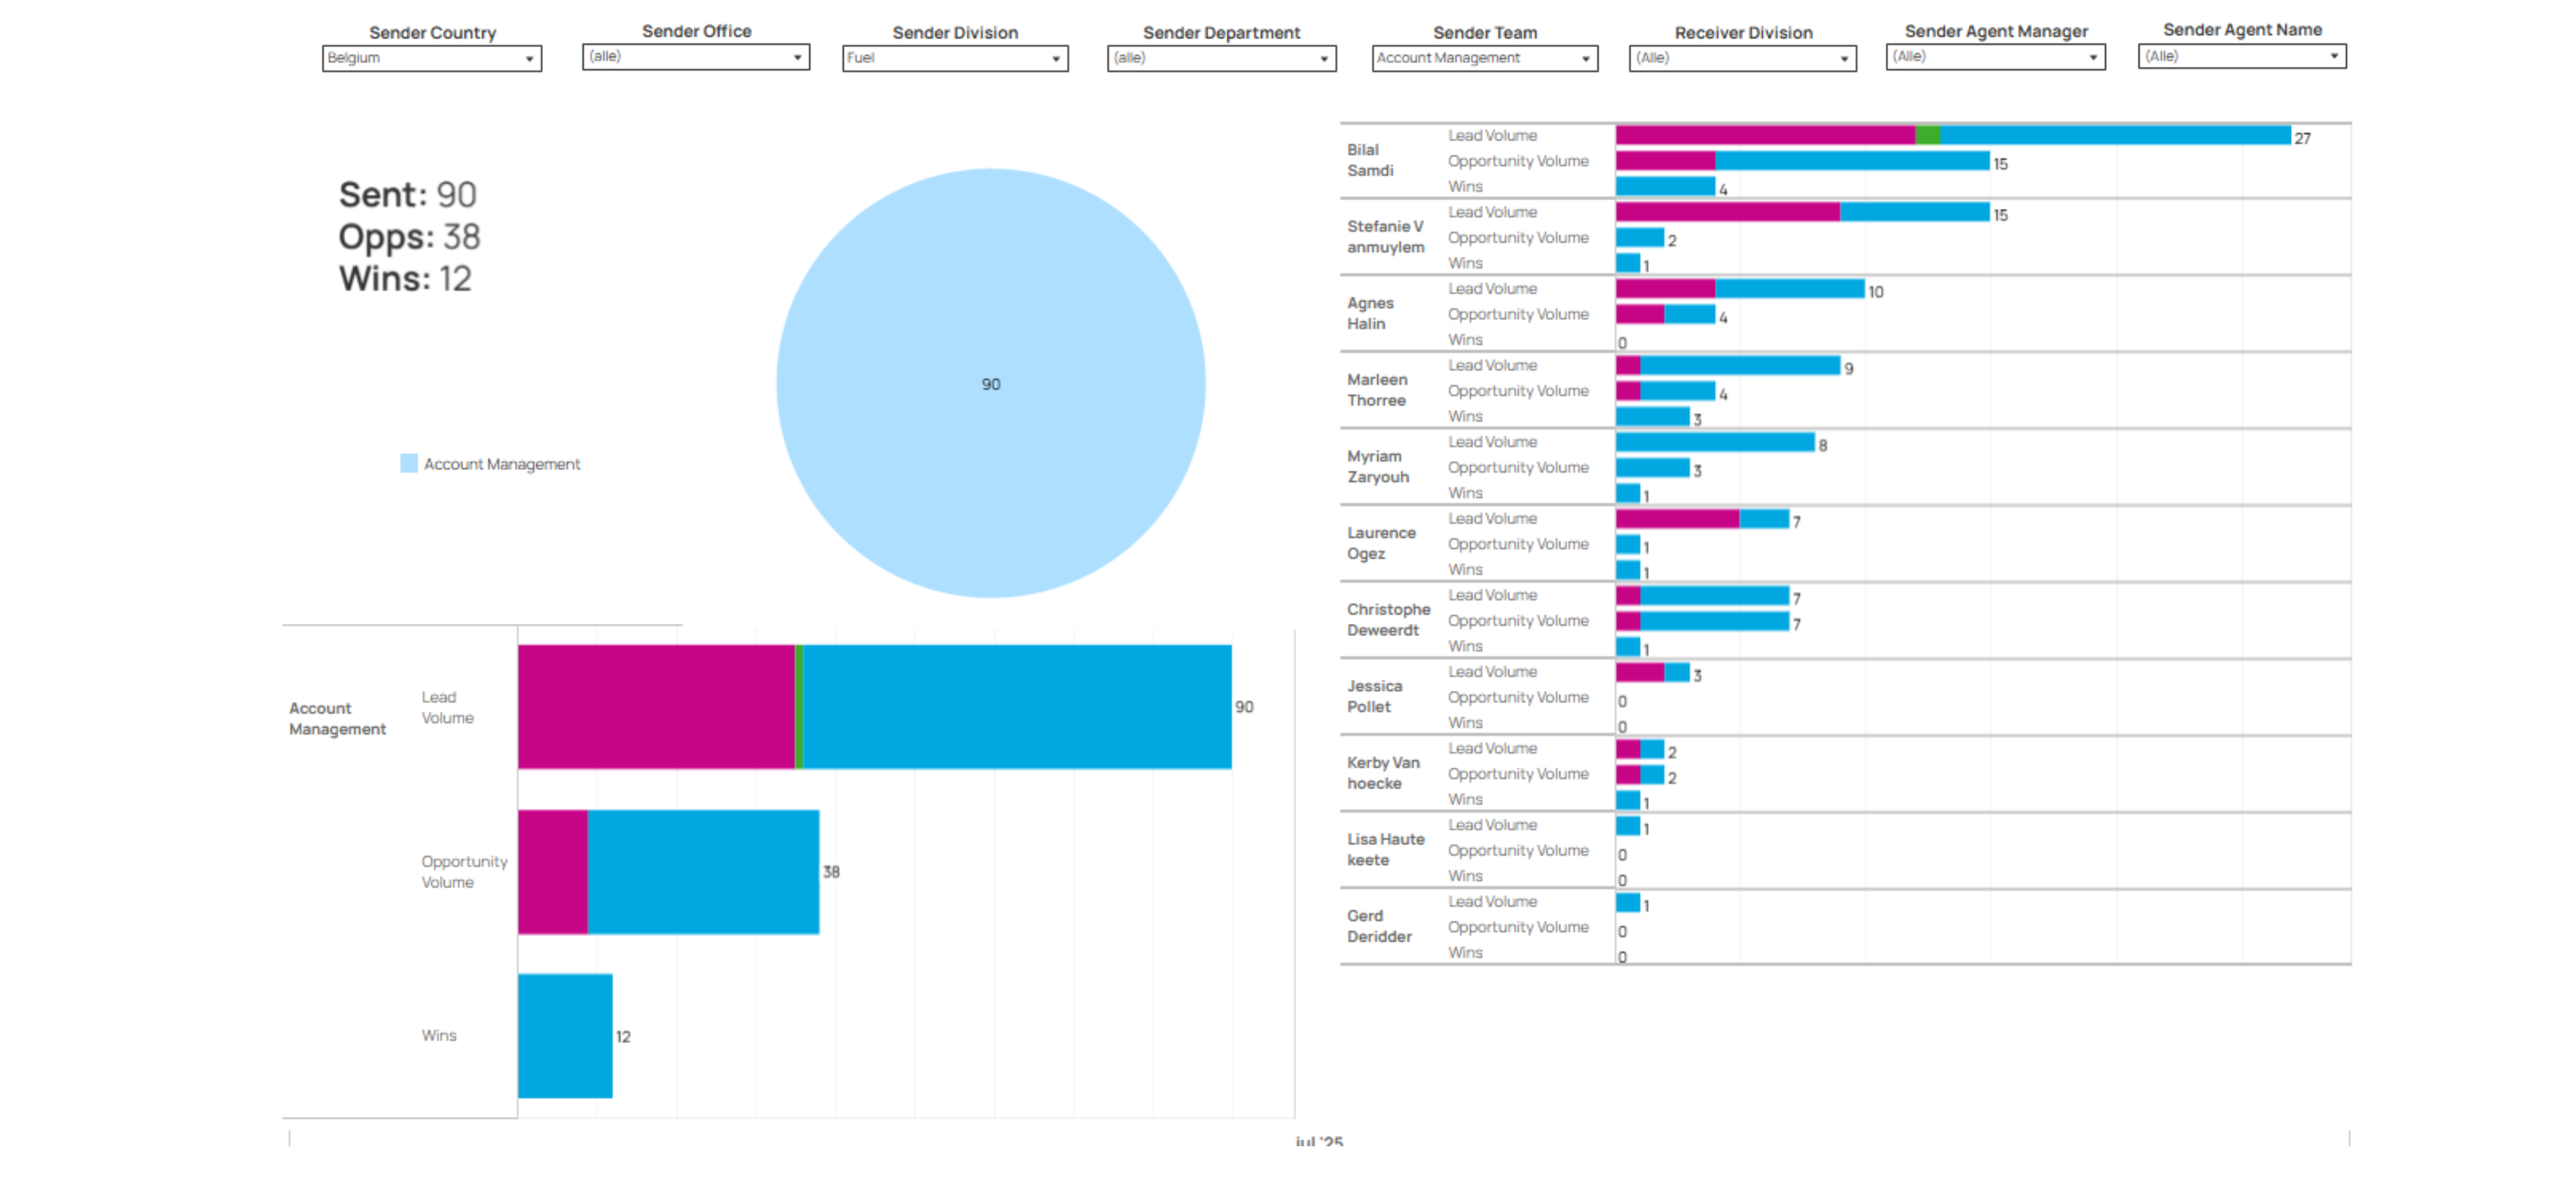 Sender Country
Sender Office
Sender Division
Sender Department
Sender Team
Receiver Division
Sender Agent Manager
Sender Agent Name
Belgium
(alle)
Fuel
(alle)
Account Management
(Alle)
(Alle)
(Alle)
Sent: 90
Opps: 38
Wins: 12
90
Account Management
Account
Management
Lead
Volume
90
Opportunity
Volume
38
Wins
12
Bilal
Samdi
Lead Volume
27
Opportunity Volume
15
Wins
4
Stefanie V
anmuylem
Lead Volume
15
Opportunity Volume
2
Wins
1
Agnes
Halin
Lead Volume
10
Opportunity Volume
4
Wins
0
Marleen
Thorree
Lead Volume
9
Opportunity Volume
4
Wins
3
Myriam
Zaryouh
Lead Volume
8
Opportunity Volume
3
Wins
1
Laurence
Ogez
Lead Volume
7
Opportunity Volume
1
Wins
1
Christophe
Deweerdt
Lead Volume
7
Opportunity Volume
7
Wins
1
Jessica
Pollet
Lead Volume
3
Opportunity Volume
0
Wins
0
Kerby Van
hoecke
Lead Volume
2
Opportunity Volume
2
Wins
1
Lisa Haute
keete
Lead Volume
1
Opportunity Volume
0
Wins
0
Gerd
Deridder
Lead Volume
1
Opportunity Volume
0
Wins
0
jul '25